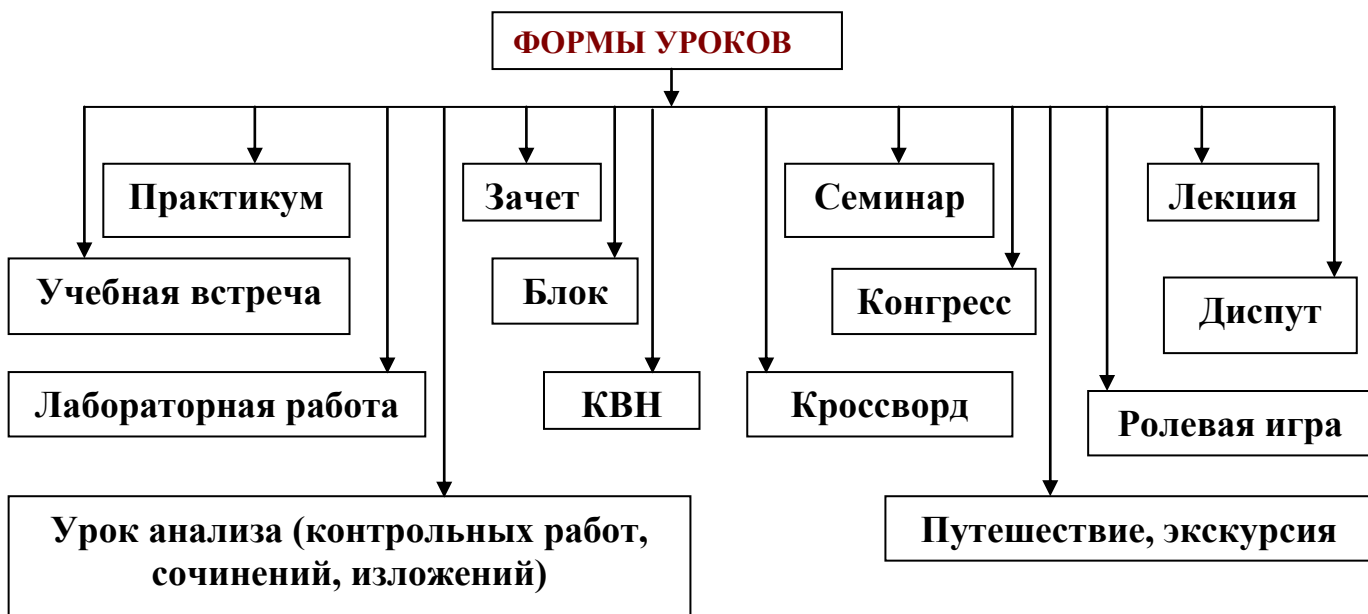 ФОРМЫ УРОКОВ
Практикум
Зачет
Семинар
Лекция
Учебная встреча
Блок
Конгресс
Диспут
Лабораторная работа
КВН
Кроссворд
Ролевая игра
Урок анализа (контрольных работ,
сочинений, изложений)
Путешествие, экскурсия